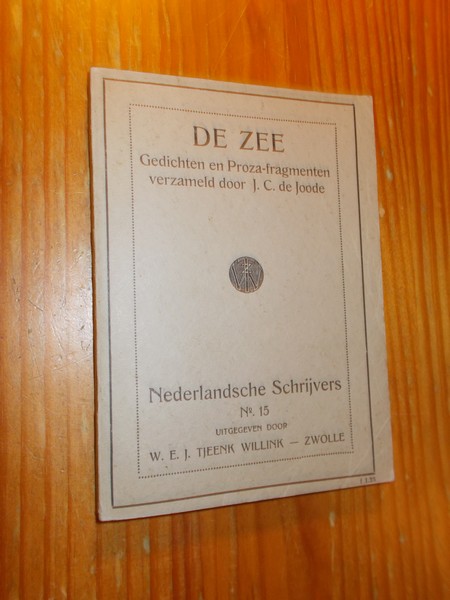 DE ZEE
Gedichten en Proza-fragmenten
verzameld door J. C. de Joode
Nederlandsche Schrijvers
Nº. 15
UITGEGEVEN DOOR
W. E. J. TJEENK WILLINK — ZWOLLE